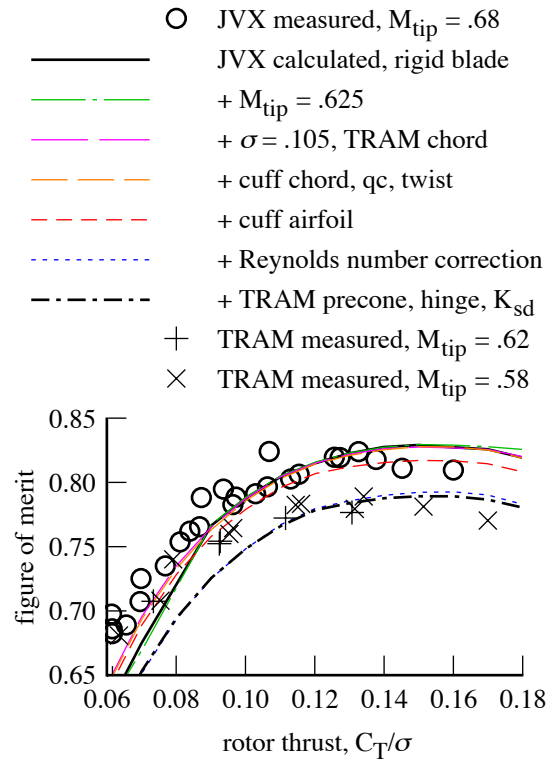 JVX measured, M_tip = .68
JVX calculated, rigid blade
+ M_tip = .625
+ σ = .105, TRAM chord
+ cuff chord, qc, twist
+ cuff airfoil
+ Reynolds number correction
+ TRAM precone, hinge, K_sd
TRAM measured, M_tip = .62
TRAM measured, M_tip = .58
0.85
0.80
0.75
0.70
0.65
figure of merit
0.06 0.08 0.10 0.12 0.14 0.16 0.18
rotor thrust, C_T/σ